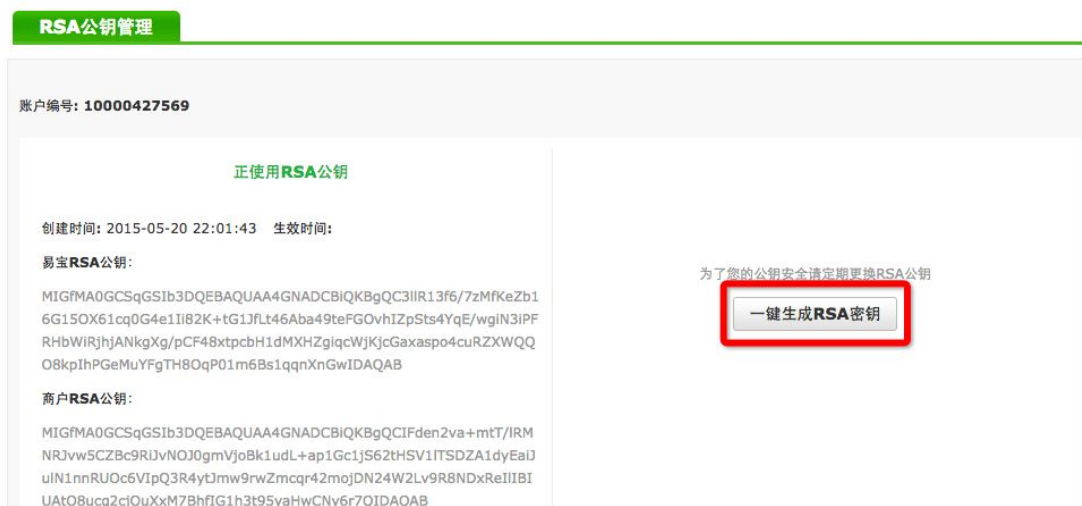 RSA公钥管理
账户编号: 10000427569
正使用RSA公钥
创建时间: 2015-05-20 22:01:43 生效时间:
易宝RSA公钥:
MIGfMA0GCSqGSIb3DQEBAQUAA4GNADCBiQKBgQC3ilR13f6/7zMfKeZb1
6G15OX61cq0G4e1Ii82K+tG1JfLt46Aba49teFGOvhIZpSts4YqE/wgiN3iPF
RHbWiRjhjANkgXg/pCF48xtpcbH1dMXHZgiqcWjKjcGaxaspo4cuRZXWQQ
O8kpIhPGeMuYFgTH8OqP01m6Bs1qqnXnGwIDAQAB
商户RSA公钥:
MIGfMA0GCSqGSIb3DQEBAQUAA4GNADCBiQKBgQCIFden2va+mtT/lRM
NRJvw5CZBc9RiJvNOJ0gmVjoBk1udL+ap1Gc1jS62tHSV1ITSDZA1dyEaiJ
ulN1nnRUOc6VIpQ3R4ytJmw9rwZmcqr42mojDN24W2Lv9R8NDxReIlIBI
UAtO8ucq2cjQuXxM7BhfIG1h3t95vaHwCNv6r7QIDAQAB
为了您的公钥安全请定期更换RSA公钥
一键生成RSA密钥